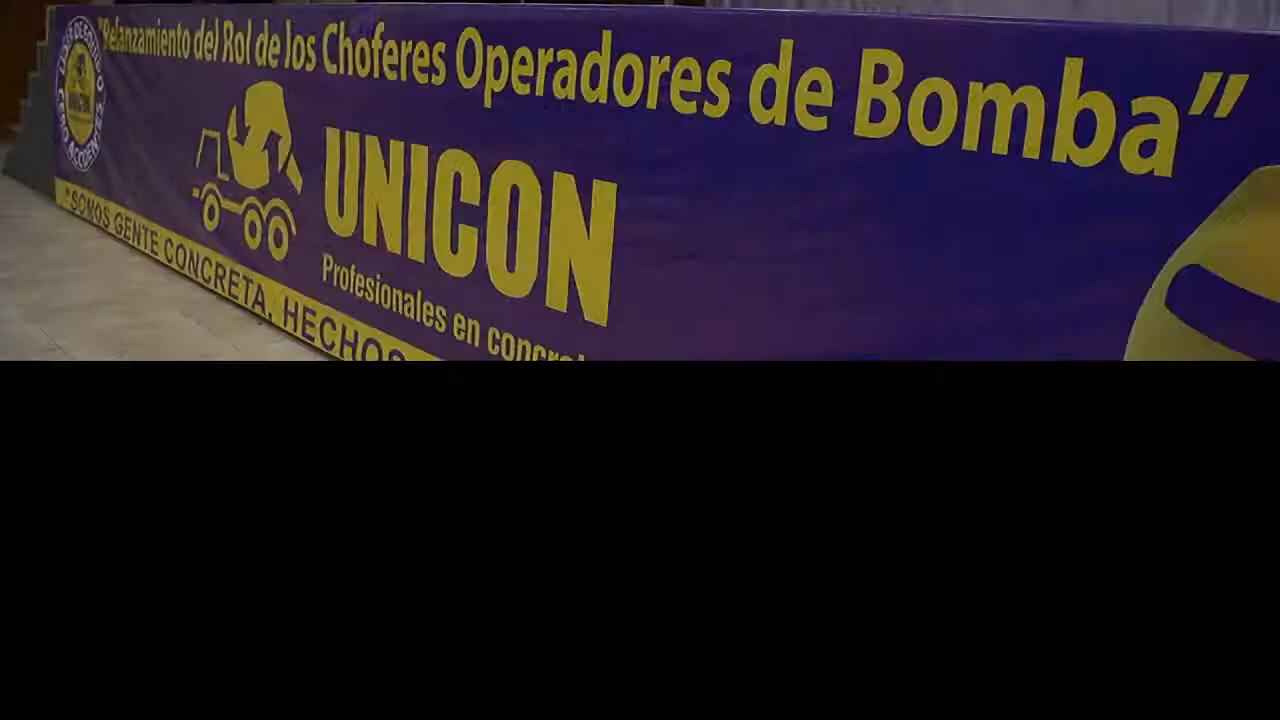 "Relanzamiento del Rol de los Choferes Operadores de Bomba"
UNICON
Profesionales en
"SOMOS GENTE CONCRETA, HECHOS